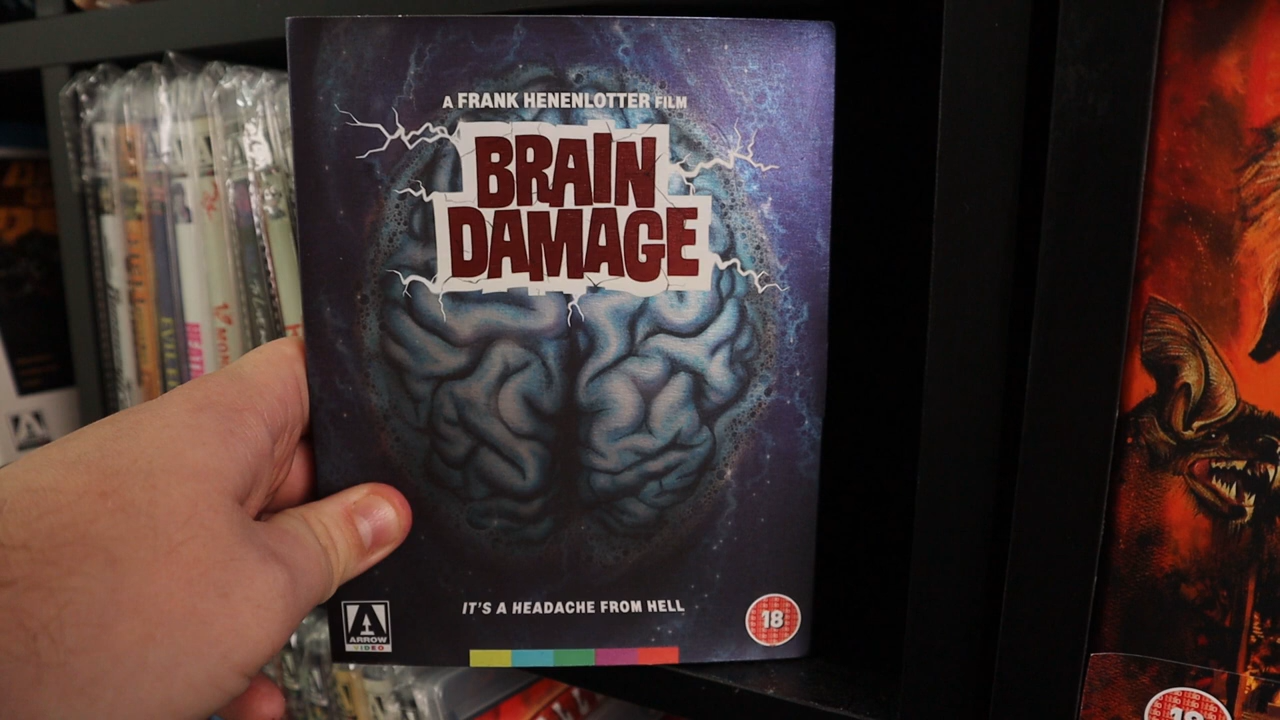 A FRANK HENENLOTTER FILM
BRAIN
DAMAGE
IT'S A HEADACHE FROM HELL
ARROW
VIDEO
18